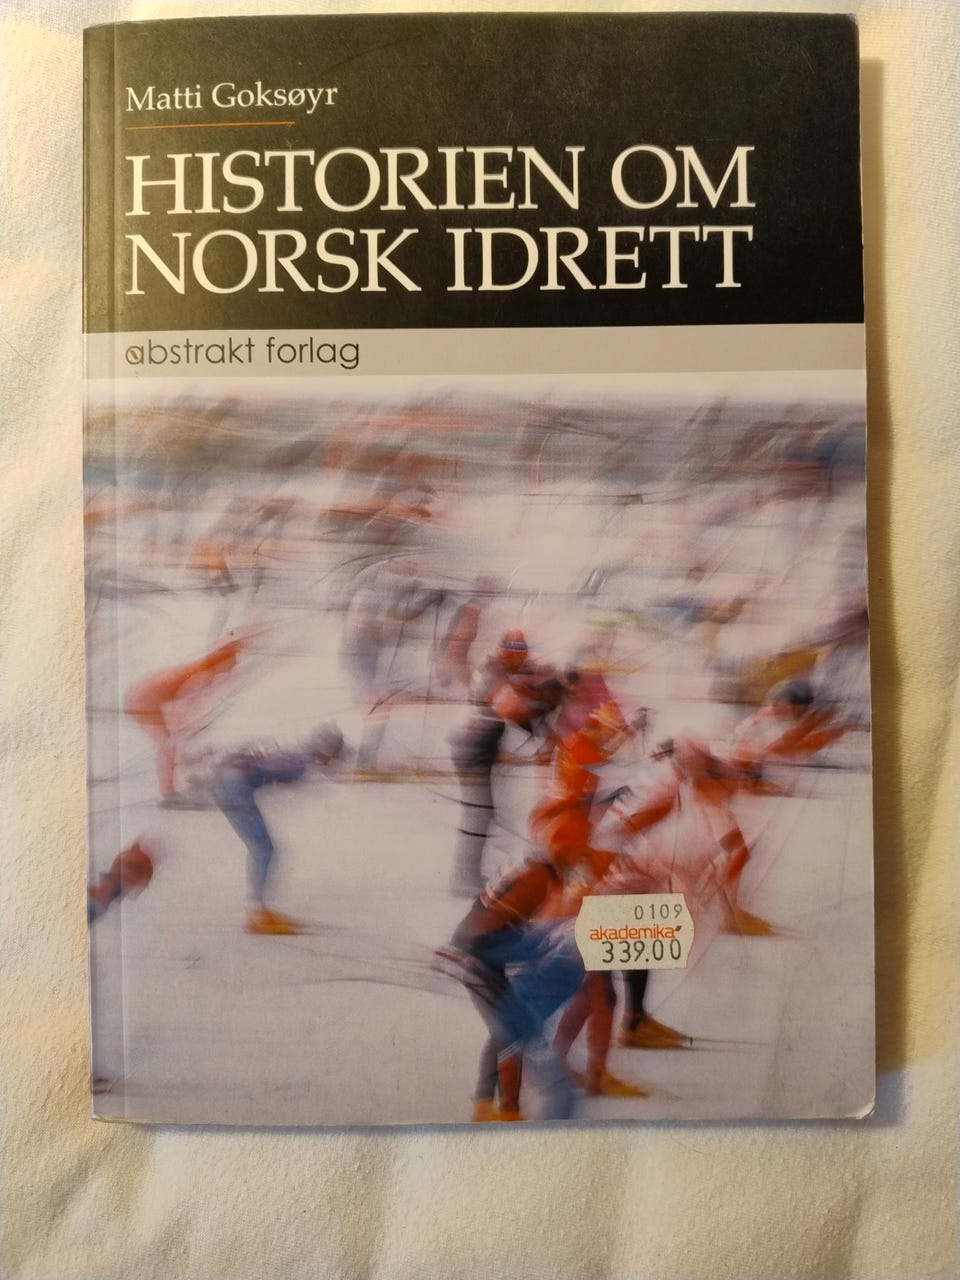 Matti Goksøyr
HISTORIEN OM
NORSK IDRETT
abstrakt forlag
0109
akademika
339.00